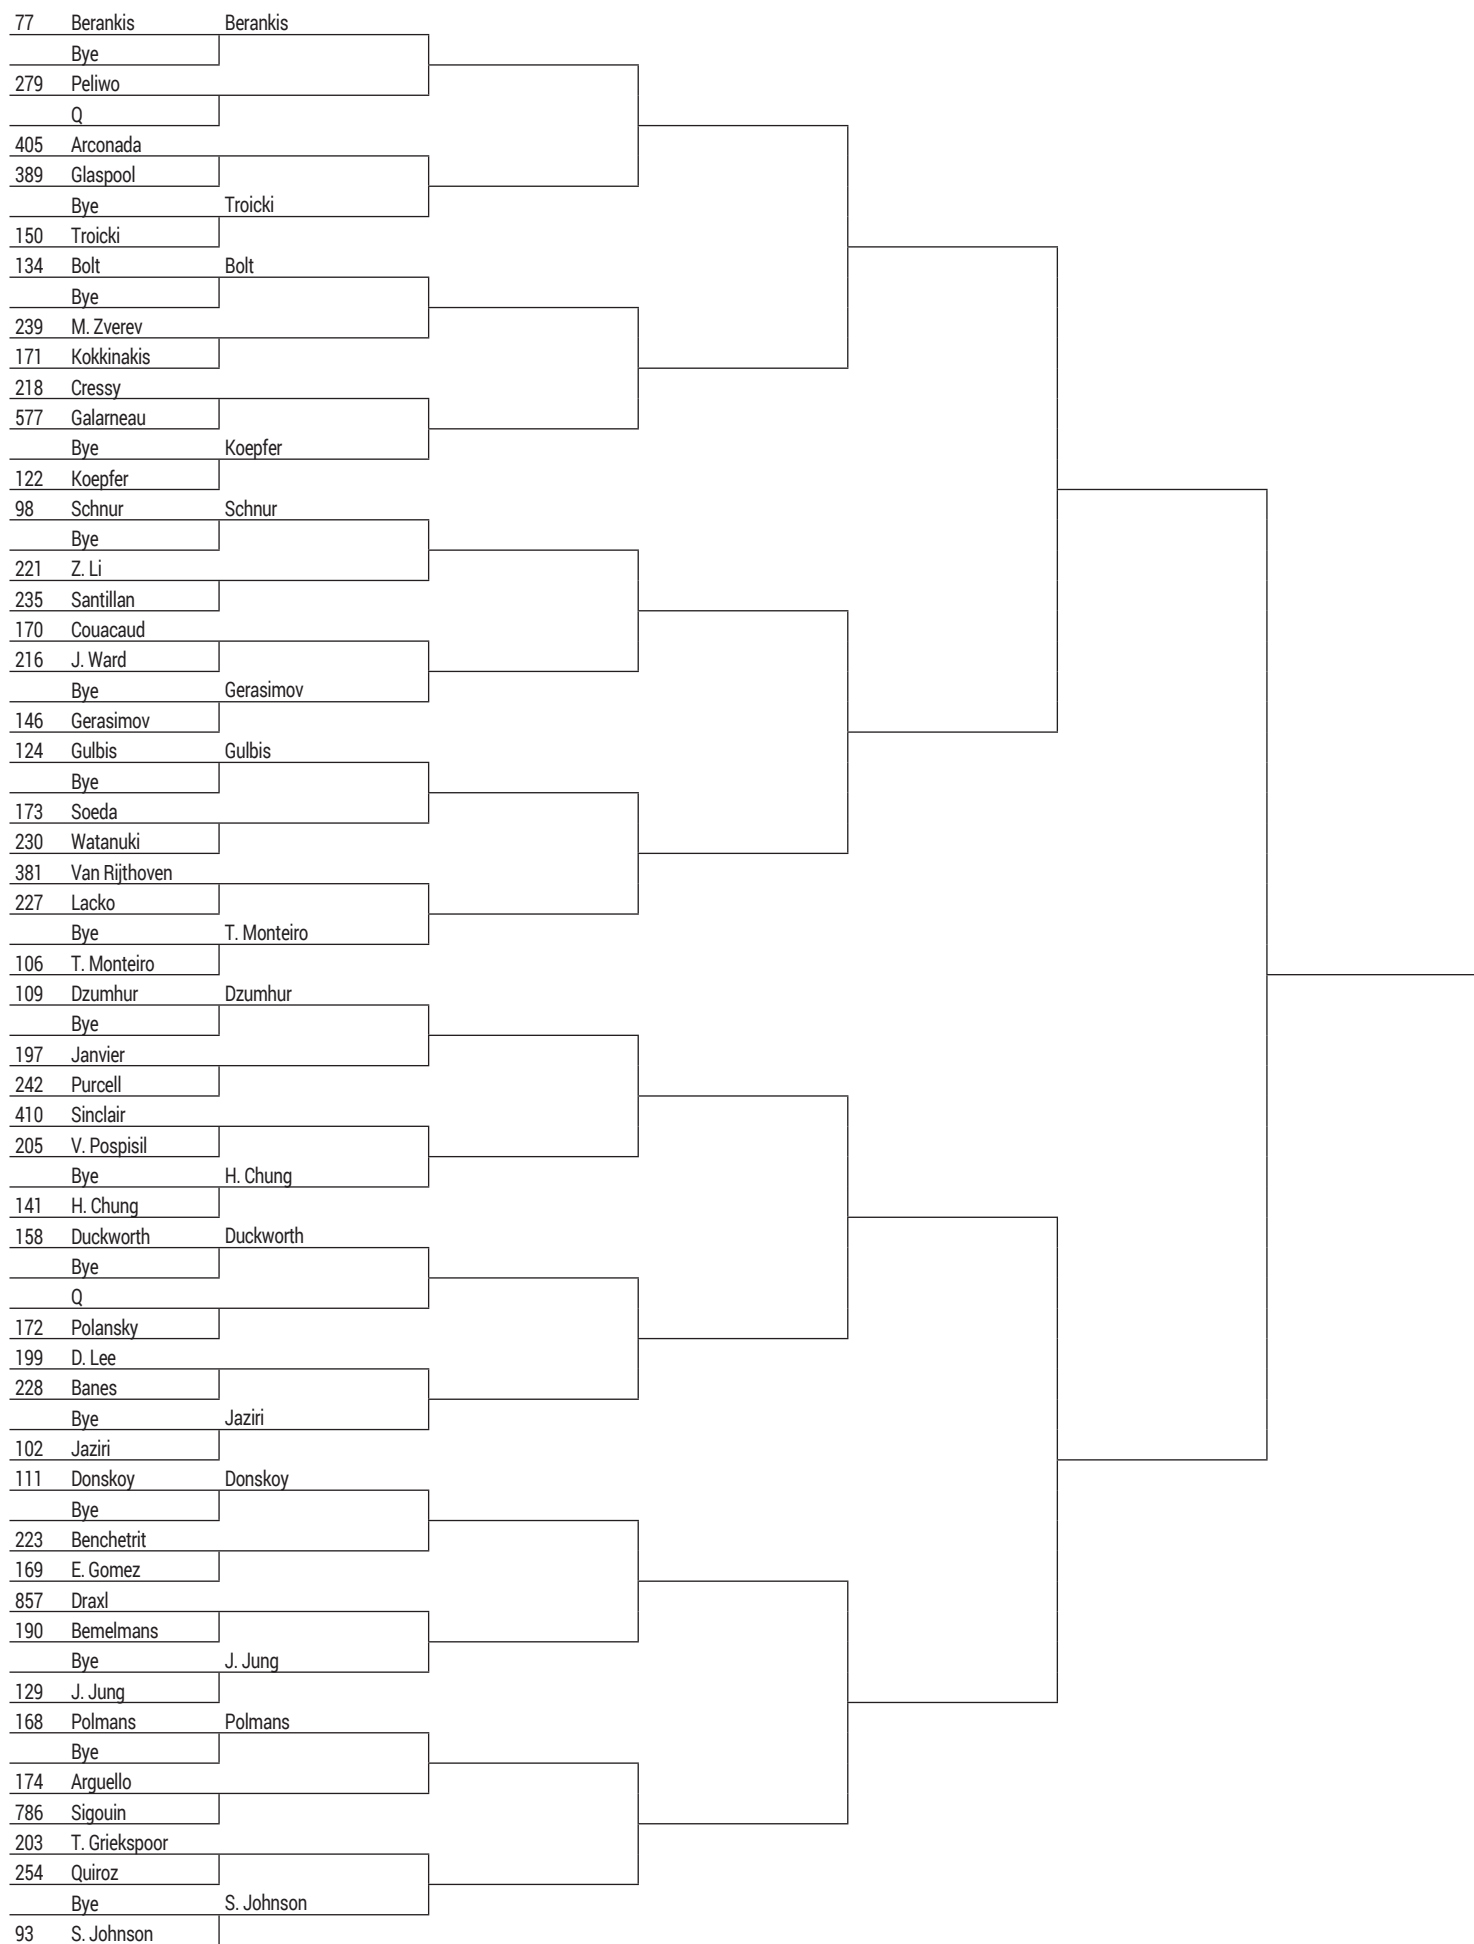 77 Berankis Berankis
Bye
279 Peliwo
Q
405 Arconada
389 Glaspool
Bye Troicki
150 Troicki
134 Bolt Bolt
Bye
239 M. Zverev
171 Kokkinakis
218 Cressy
577 Galarneau
Bye Koepfer
122 Koepfer
98 Schnur Schnur
Bye
221 Z. Li
235 Santillan
170 Couacaud
216 J. Ward
Bye Gerasimov
146 Gerasimov
124 Gulbis Gulbis
Bye
173 Soeda
230 Watanuki
381 Van Rijthoven
227 Lacko
Bye T. Monteiro
106 T. Monteiro
109 Dzumhur Dzumhur
Bye
197 Janvier
242 Purcell
410 Sinclair
205 V. Pospisil
Bye H. Chung
141 H. Chung
158 Duckworth Duckworth
Bye
Q
172 Polansky
199 D. Lee
228 Banes
Bye Jaziri
102 Jaziri
111 Donskoy Donskoy
Bye
223 Benchetrit
169 E. Gomez
857 Draxl
190 Bemelmans
Bye J. Jung
129 J. Jung
168 Polmans Polmans
Bye
174 Arguello
786 Sigouin
203 T. Griekspoor
254 Quiroz
Bye S. Johnson
93 S. Johnson